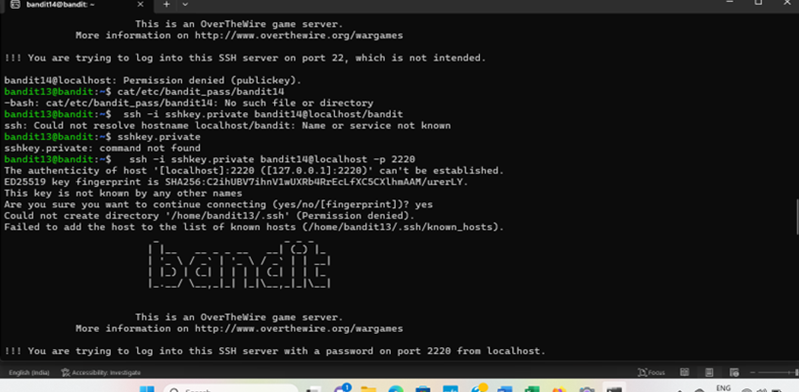 bandit14@bandit: ~
This is an OverTheWire game server.
More information on http://www.overthewire.org/wargames
!!! You are trying to log into this SSH server on port 22, which is not intended.
bandit14@localhost: Permission denied (publickey).
bandit13@bandit:~$ cat/etc/bandit_pass/bandit14
-bash: cat/etc/bandit_pass/bandit14: No such file or directory
bandit13@bandit:~$ ssh -i sshkey.private bandit14@localhost/bandit
ssh: Could not resolve hostname localhost/bandit: Name or service not known
bandit13@bandit:~$ sshkey.private
sshkey.private: command not found
bandit13@bandit:~$ ssh -i sshkey.private bandit14@localhost -p 2220
The authenticity of host '[localhost]:2220 ([127.0.0.1]:2220)' can't be established.
ED25519 key fingerprint is SHA256:C2ihUBV7ihnV1wUXRb4RrEcLfXC5CXlhmAAM/urerLY.
This key is not known by any other names
Are you sure you want to continue connecting (yes/no/[fingerprint])? yes
Could not create directory '/home/bandit13/.ssh' (Permission denied).
Failed to add the host to the list of known hosts (/home/bandit13/.ssh/known_hosts).
bandit
This is an OverTheWire game server.
More information on http://www.overthewire.org/wargames
!!! You are trying to log into this SSH server with a password on port 2220 from localhost.
English (India) Accessibility: Investigate Focus
Search ENG